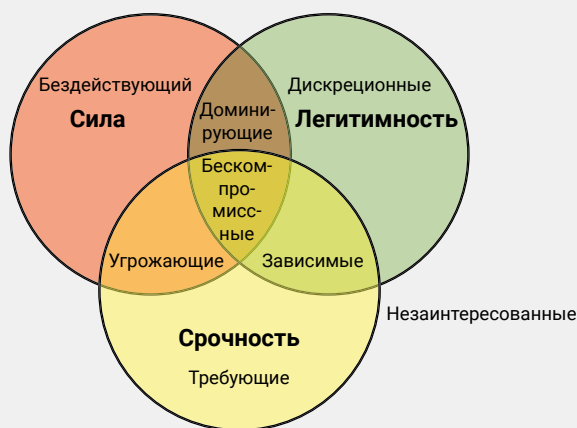 Бездействующий
Дискреционные
Сила
Домини-
рующие
Легитимность
Беском-
про-
мисс-
ные
Угрожающие
Зависимые
Незаинтересованные
Срочность
Требующие